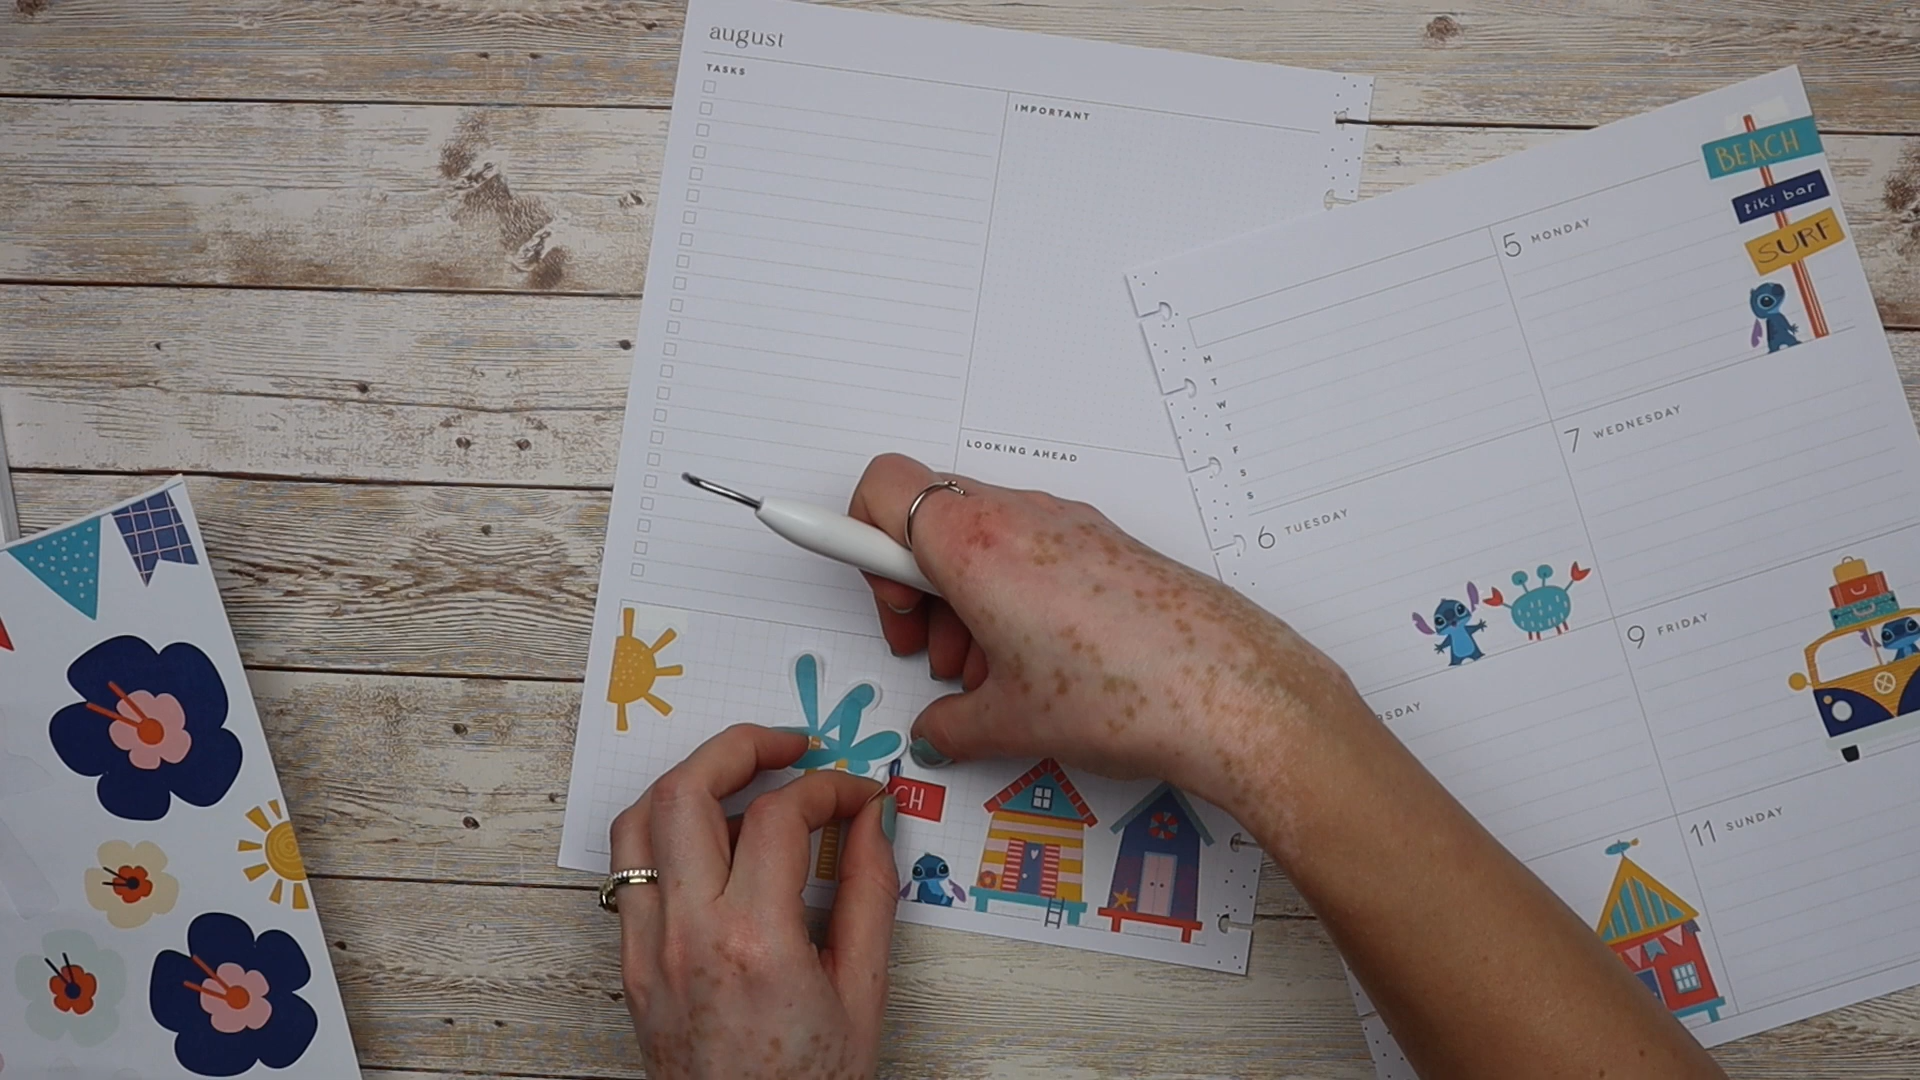 august
TASKS
IMPORTANT
LOOKING AHEAD
CH
M
T
W
T
F
S
S
5 MONDAY
BEACH
tiki bar
SURF
6 TUESDAY
7 WEDNESDAY
RSDAY
9 FRIDAY
11 SUNDAY